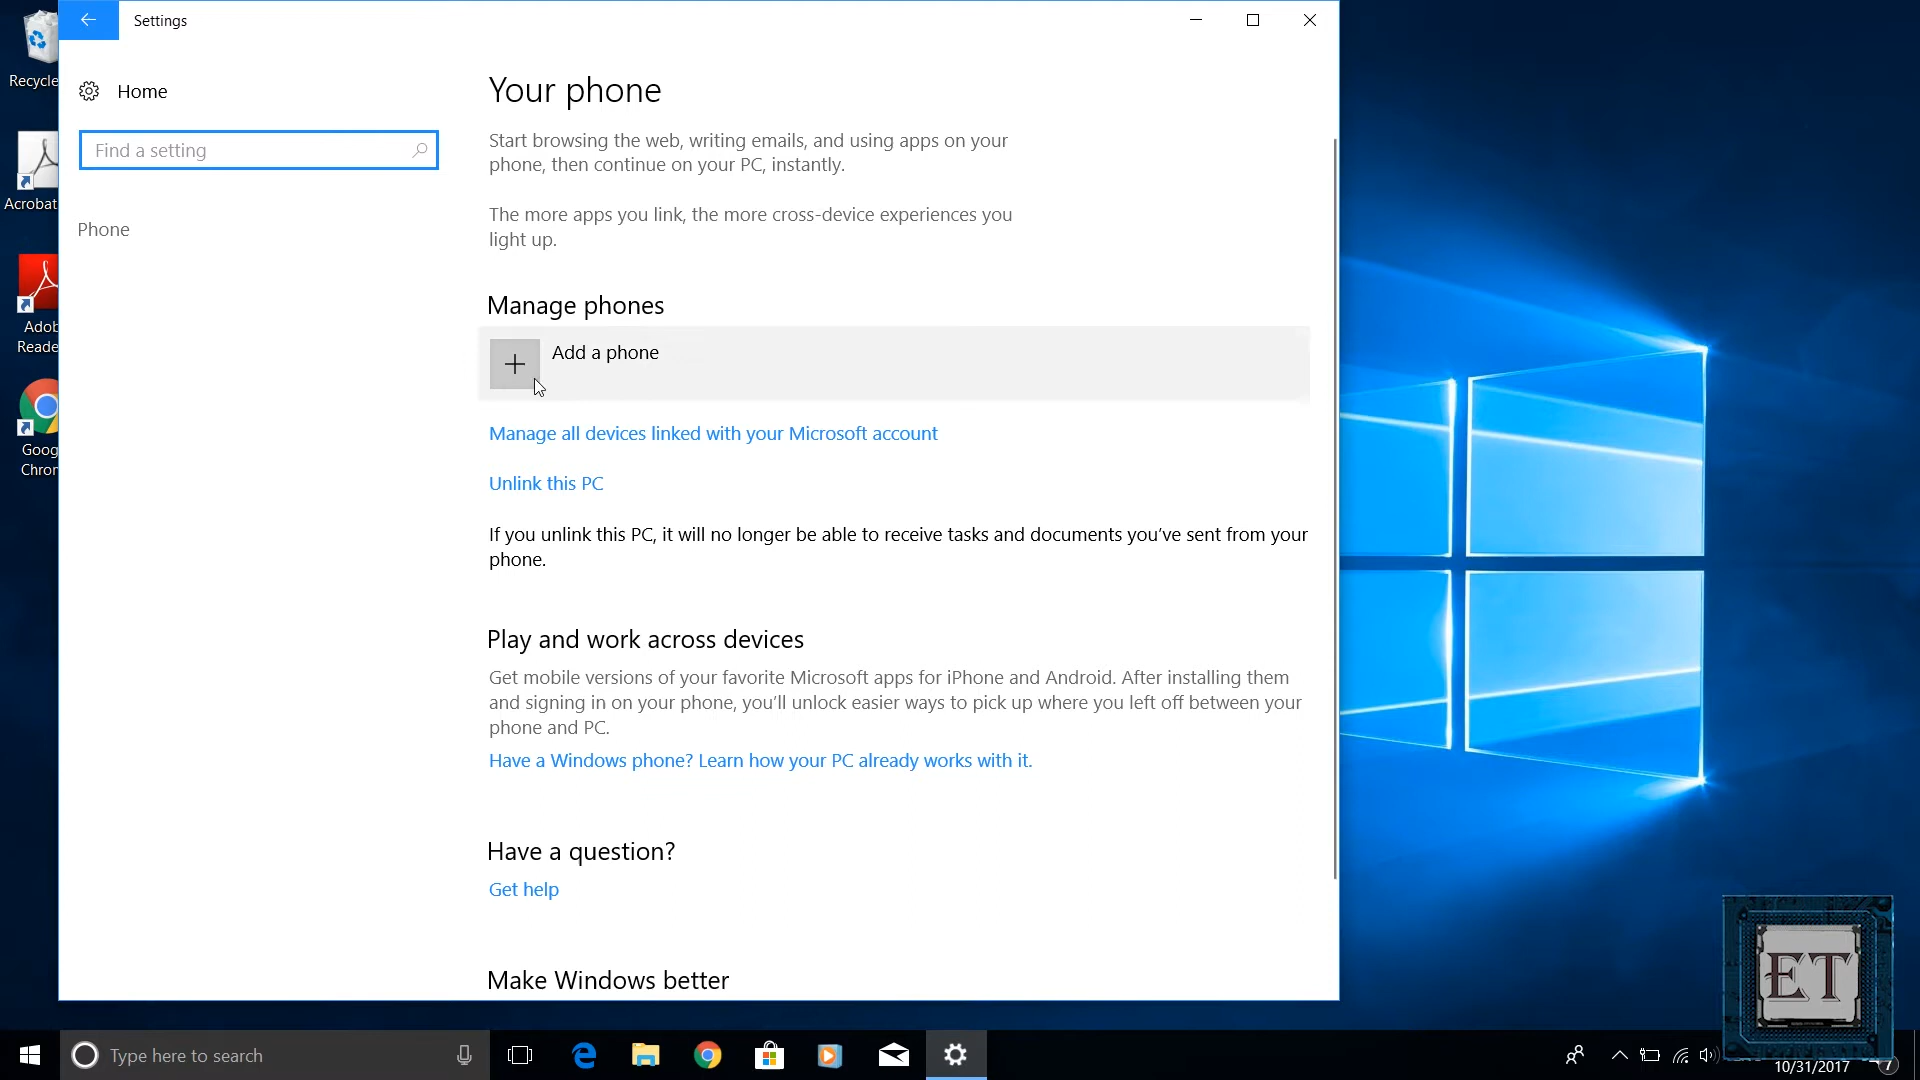 Settings
Home
Find a setting
Phone
Your phone
Start browsing the web, writing emails, and using apps on your
phone, then continue on your PC, instantly.
The more apps you link, the more cross-device experiences you
light up.
Manage phones
Add a phone
Manage all devices linked with your Microsoft account
Unlink this PC
If you unlink this PC, it will no longer be able to receive tasks and documents you've sent from your
phone.
Play and work across devices
Get mobile versions of your favorite Microsoft apps for iPhone and Android. After installing them
and signing in on your phone, you'll unlock easier ways to pick up where you left off between your
phone and PC.
Have a Windows phone? Learn how your PC already works with it.
Have a question?
Get help
Make Windows better
Recycle
Acrobat
Adob
Reade
Goog
Chron
ET
Type here to search
10/31/2017
7